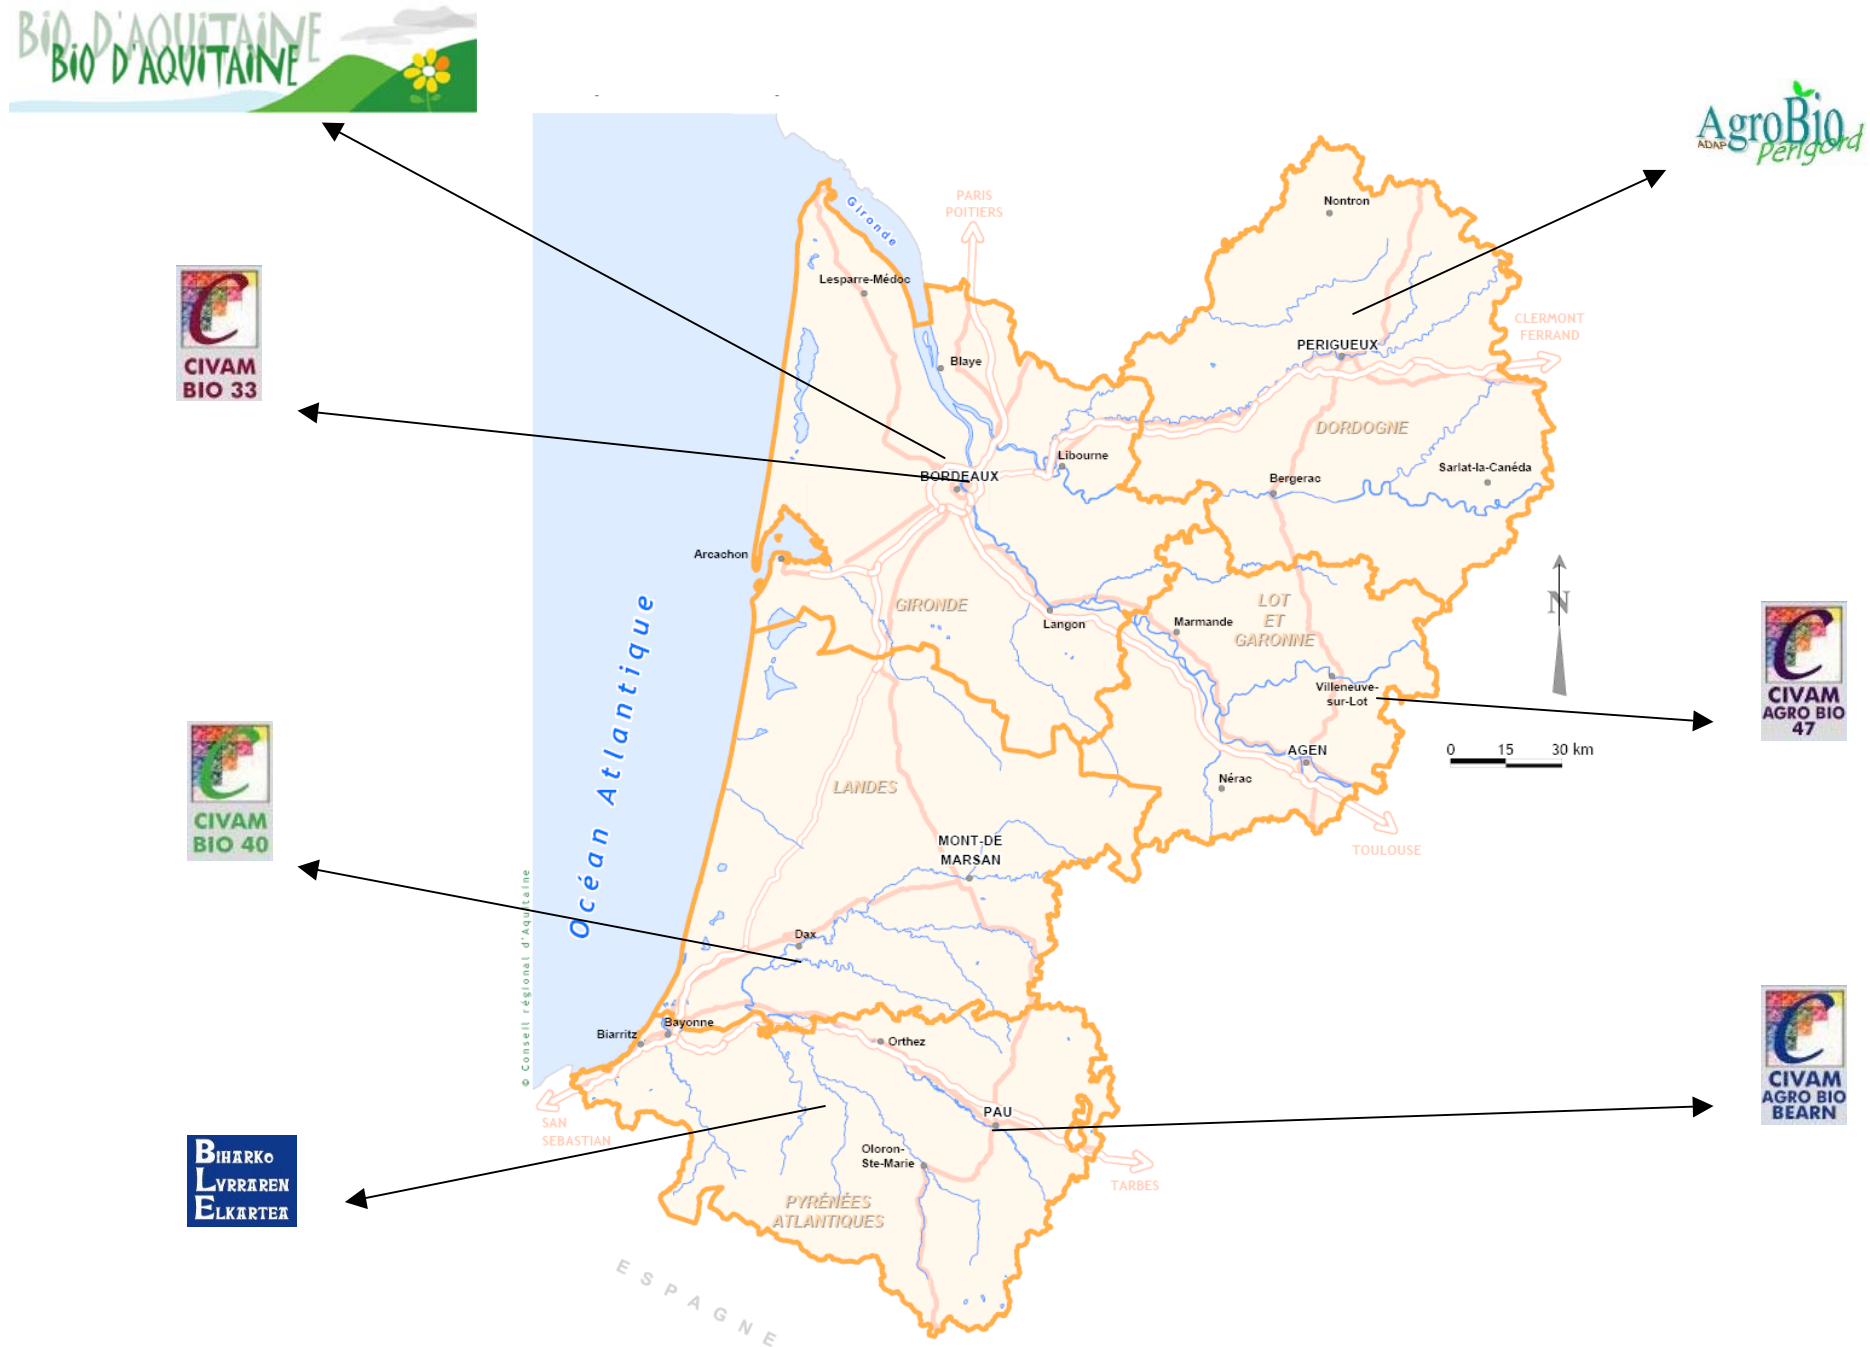 BiO D'AQUiTAiNE
BiO D'AQUiTAiNE
AgroBio
ADAP
Périgord
PARIS
POITIERS
Nontron
Gironde
Lesparre-Médoc
CIVAM
BIO 33
CLERMONT
FERRAND
PERIGUEUX
Blaye
DORDOGNE
Libourne
Sarlat-la-Canéda
BORDEAUX
Bergerac
Arcachon
GIRONDE
LOT
ET
GARONNE
N
Langon
Marmande
Océan Atlantique
Villeneuve-
sur-Lot
CIVAM
AGRO BIO
47
AGEN
0 15 30 km
Nérac
LANDES
CIVAM
BIO 40
MONT-DE
MARSAN
TOULOUSE
© Conseil régional d'Aquitaine
Dax
Bayonne
Biarritz
Orthez
CIVAM
AGRO BIO
BEARN
PAU
SAN
SEBASTIAN
Oloron-
Ste-Marie
TARBES
BIHARKO
LVRRAREN
ELKARTEA
PYRÉNÉES
ATLANTIQUES
ESPAGNE